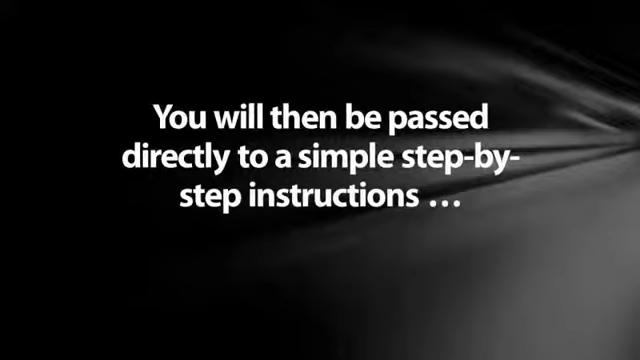 You will then be passed
directly to a simple step-by-
step instructions …